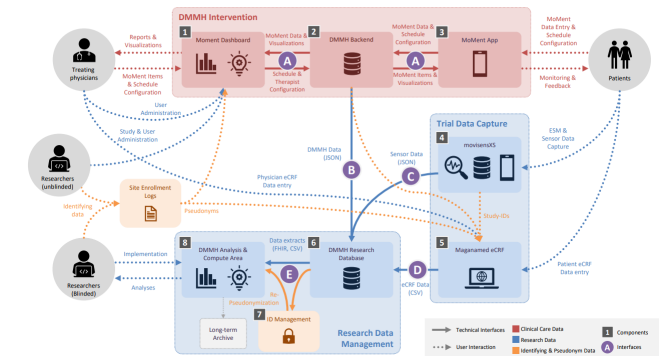 DMMH Intervention
1
Moment Dashboard
2
DMMH Backend
3
MoMent App
Reports &
Visualizations
MoMent Data &
Visualizations
MoMent Data &
Schedule
Configuration
MoMent
Data Entry &
Schedule
Configuration
A
A
Treating
physicians
MoMent Items
& Schedule
Configuration
Schedule &
Therapist
Configuration
MoMent Items &
Visualizations
Monitoring &
Feedback
Patients
User
Administration
Study & User
Administration
Trial Data Capture
4
movisensXS
ESM &
Sensor Data
Capture
DMMH Data
(JSON)
Sensor Data
(JSON)
B
C
Researchers
(unblinded)
Physician eCRF
Data entry
Site Enrollment
Logs
Identifying
data
Pseudonyms
Study IDs
Implementation
8
DMMH Analysis &
Compute Area
Data extracts
(FHIR, CSV)
6
DMMH Research
Database
5
Maganamed eCRF
E
D
eCRF Data
(CSV)
Patient eCRF
Data entry
Analyses
Researchers
(Blinded)
Re-
Pseudonymization
7
ID Management
Long-term
Archive
Research Data
Management
Technical Interfaces
User Interaction
Clinical Care Data
Research Data
Identifying & Pseudonym Data
1
Components
A
Interfaces